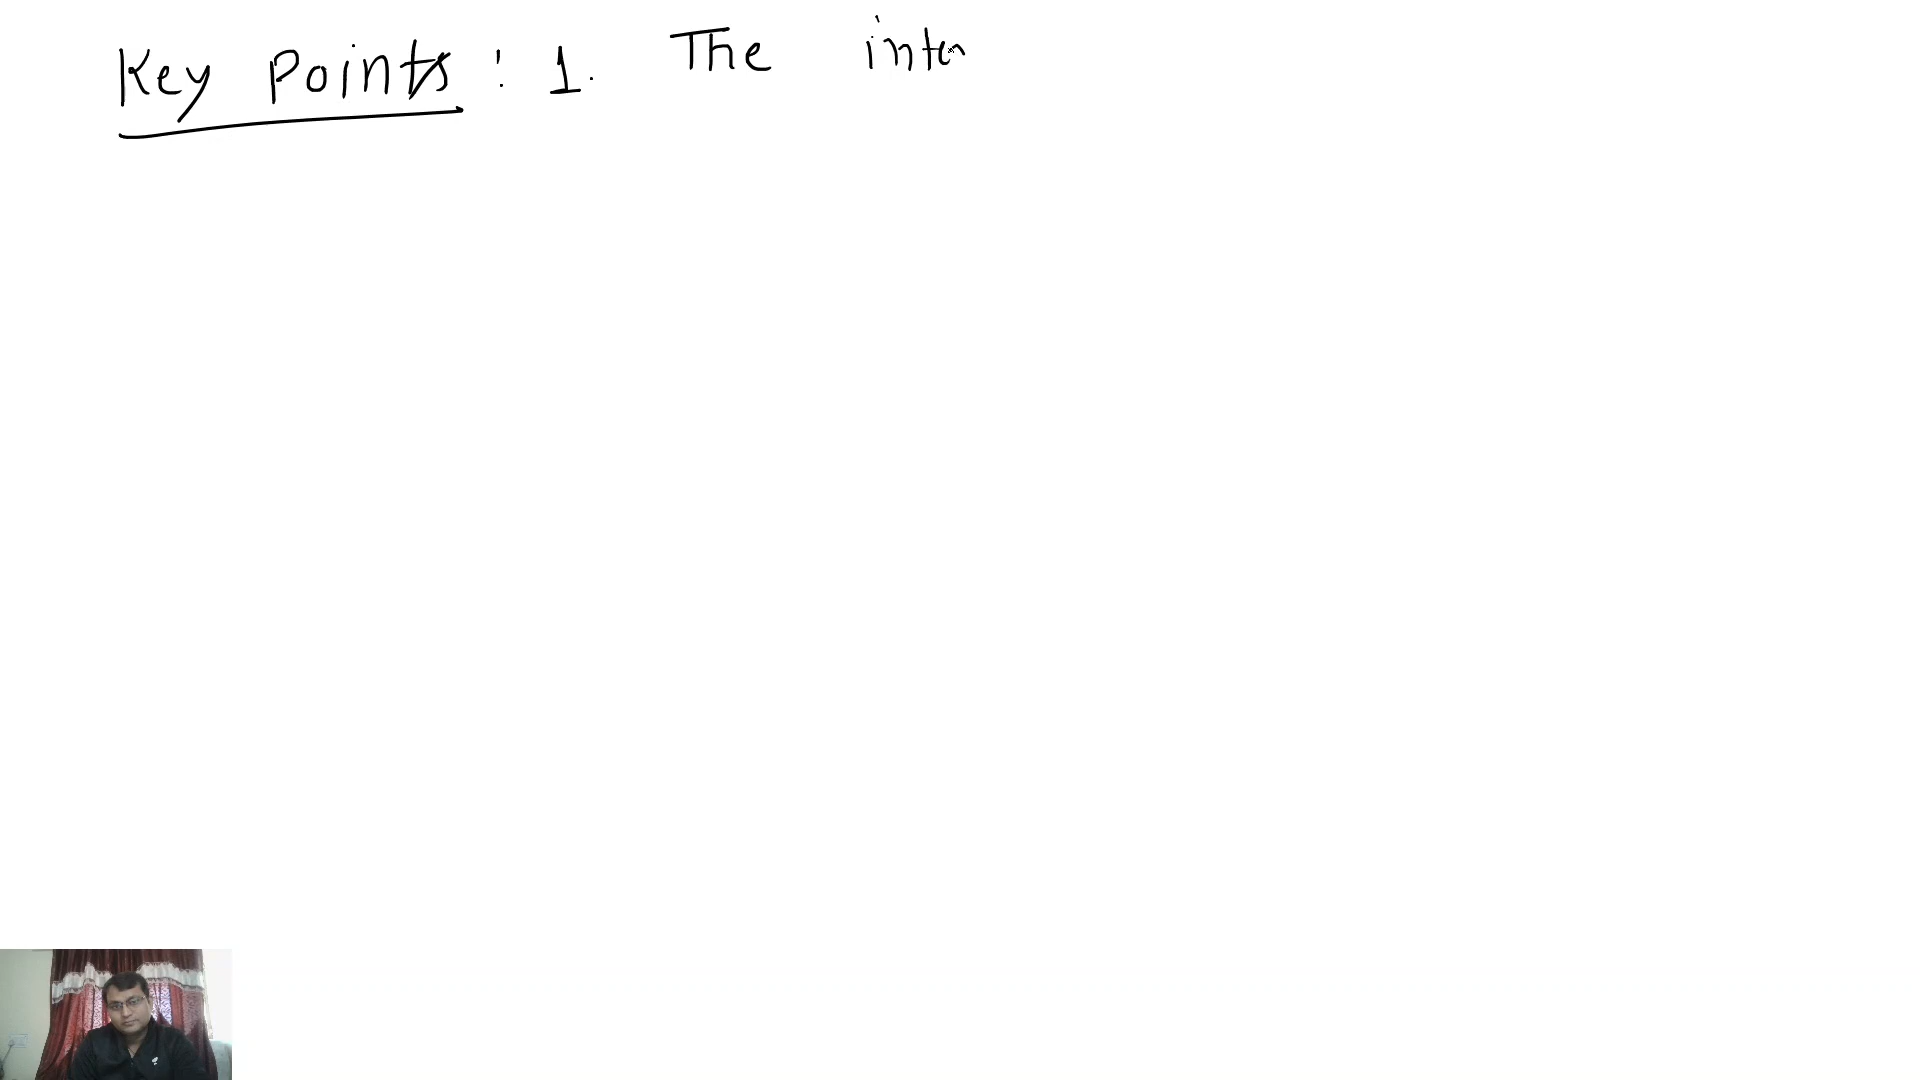 Key Points : 1. The inter